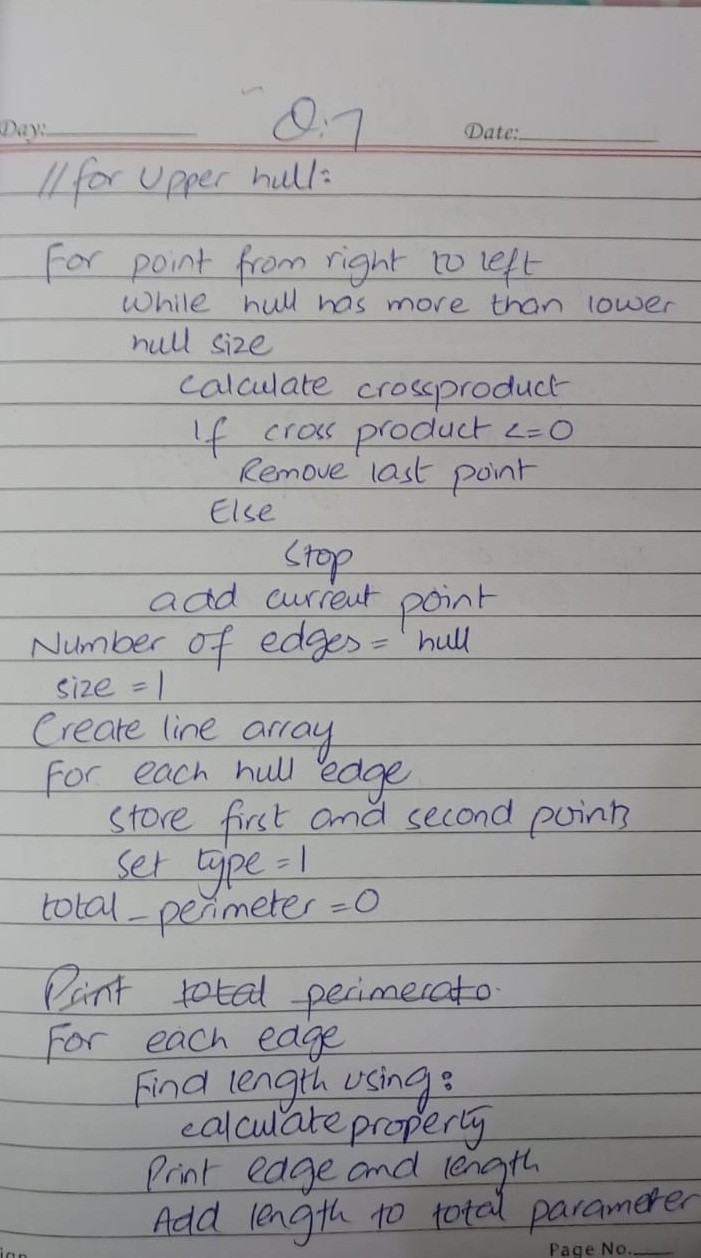 Day:
Q:7
Date:
// for Upper hull:
For point from right to left
While hull has more than lower
hull size
Calculate crossproduct
If cross product <=0
Remove last point
Else
Stop
add current point
Number of edges = hull
size = 1
Create line array
For each hull edge
store first and second points
set type = 1
total_perimeter = 0
Print total perimerato.
For each edge
Find length using:
calculate property
Print edge and length
Add length to total parameter
Page No.